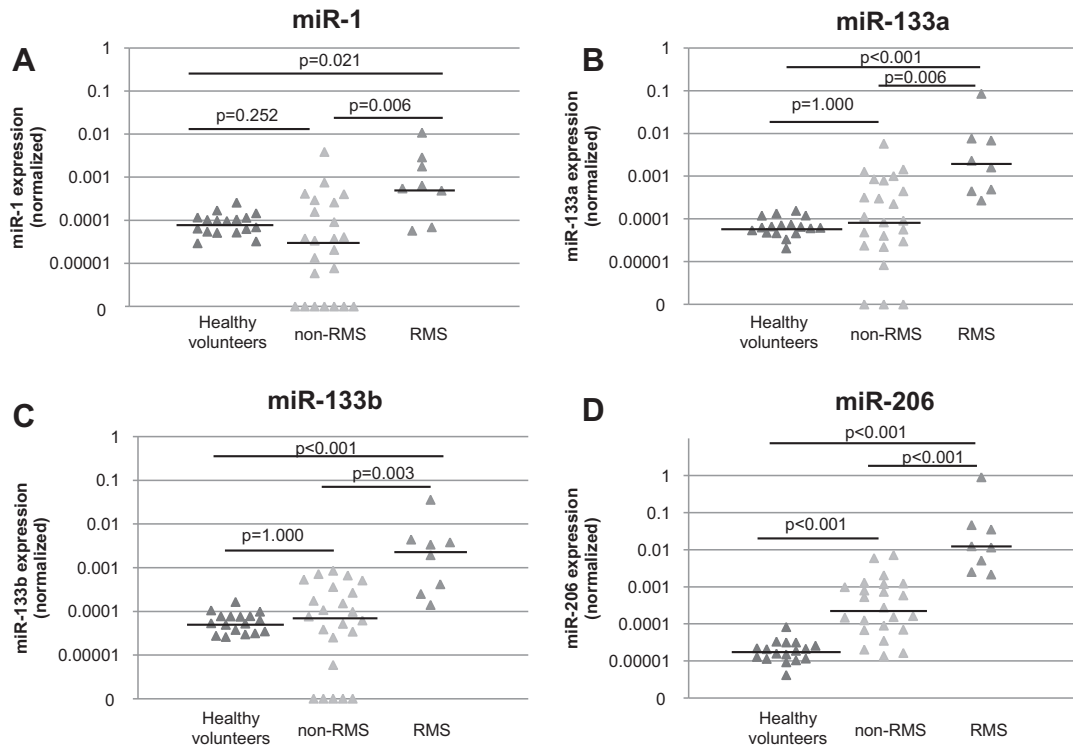 A
miR-1
miR-1 expression
(normalized)
1
0.1
0.01
0.001
0.0001
0.00001
0
p=0.021
p=0.252
p=0.006
Healthy
volunteers
non-RMS
RMS
B
miR-133a
miR-133a expression
(normalized)
1
0.1
0.01
0.001
0.0001
0.00001
0
p<0.001
p=0.006
p=1.000
Healthy
volunteers
non-RMS
RMS
C
miR-133b
miR-133b expression
(normalized)
1
0.1
0.01
0.001
0.0001
0.00001
0
p<0.001
p=0.003
p=1.000
Healthy
volunteers
non-RMS
RMS
D
miR-206
miR-206 expression
(normalized)
1
0.1
0.01
0.001
0.0001
0.00001
0
p<0.001
p<0.001
p<0.001
Healthy
volunteers
non-RMS
RMS